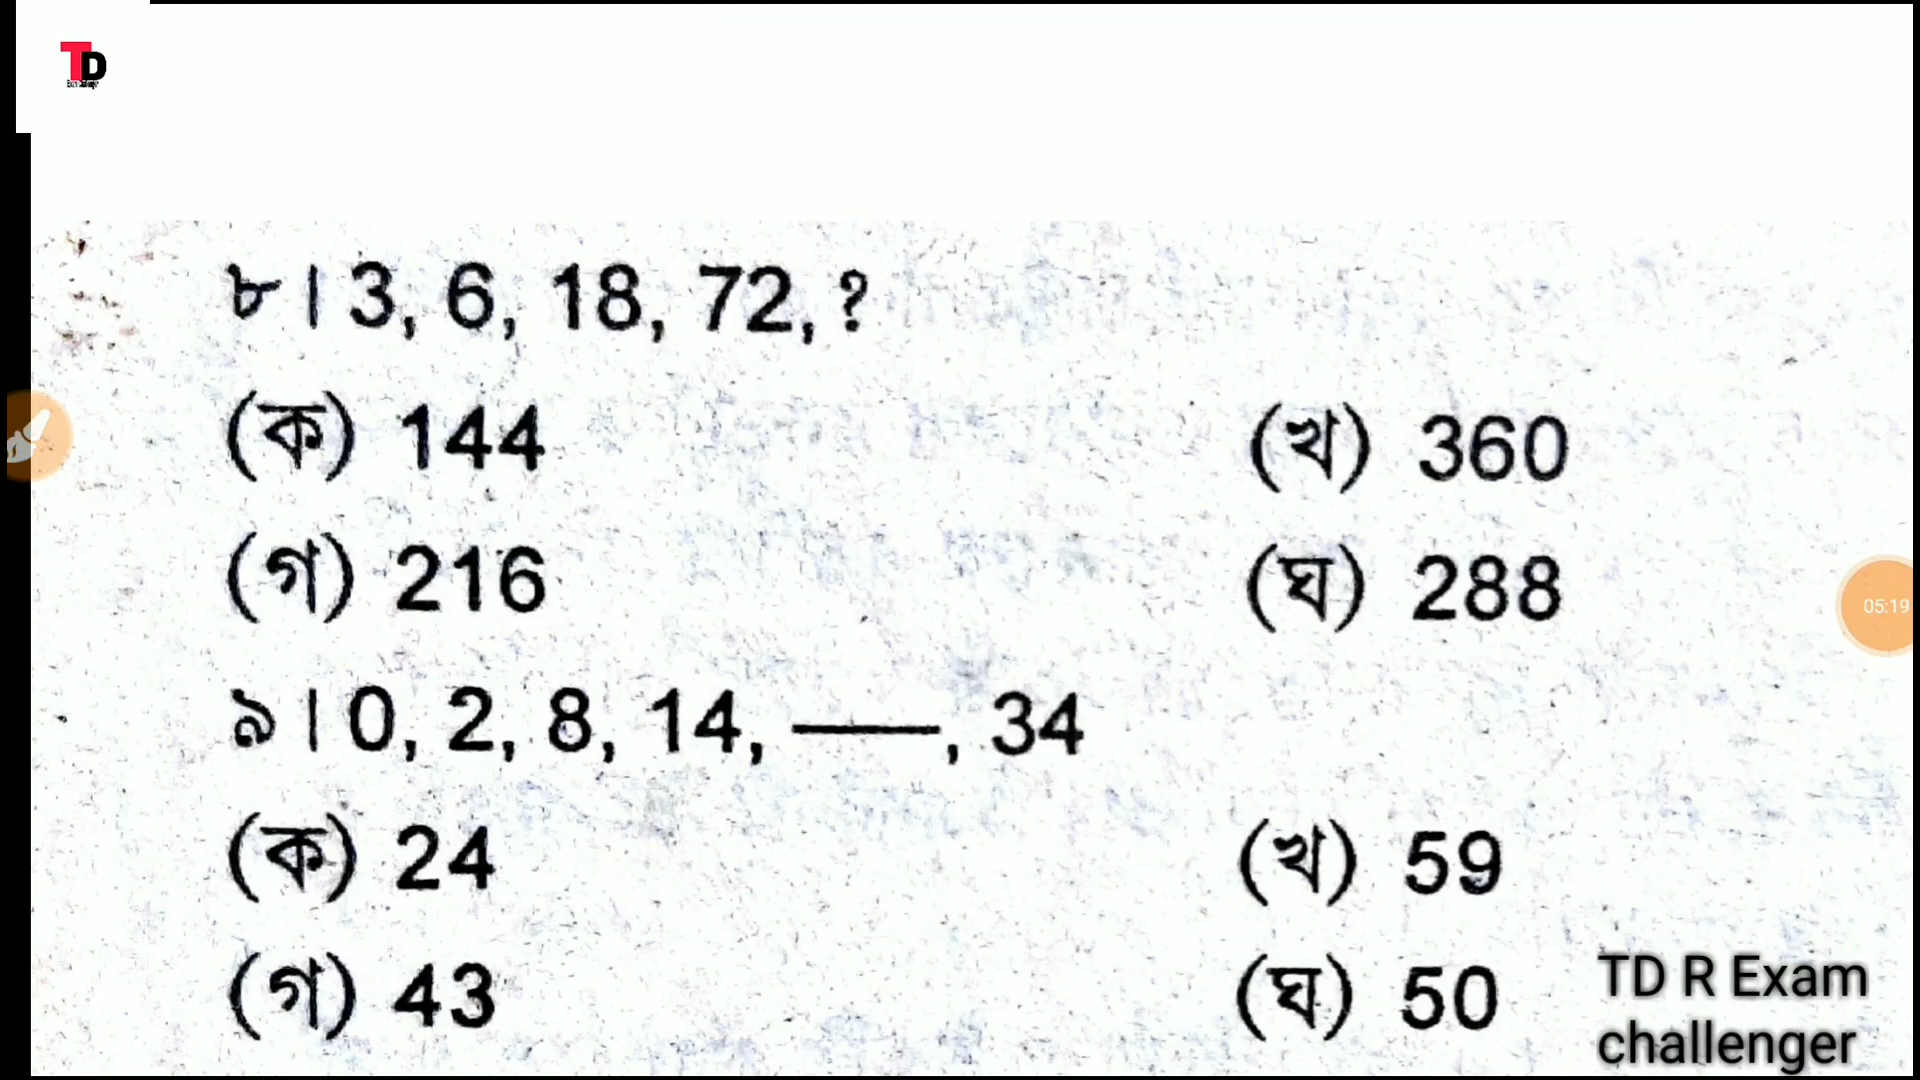 TD
৮। 3, 6, 18, 72, ?
(ক) 144 (খ) 360
(গ) 216 (ঘ) 288
05:19
৯। 0, 2, 8, 14, ——, 34
(ক) 24 (খ) 59
(গ) 43 (ঘ) 50
TD R Exam
challenger